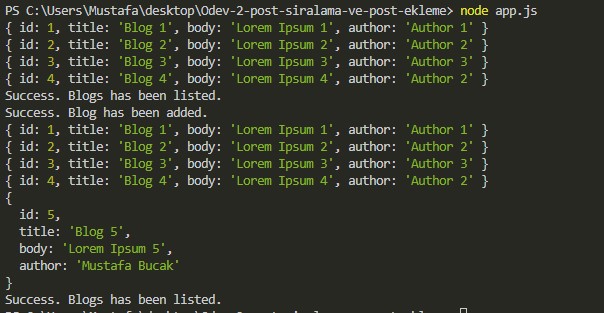 PS C:\Users\Mustafa\desktop\Odev-2-post-siralama-ve-post-ekleme> node app.js
{ id: 1, title: 'Blog 1', body: 'Lorem Ipsum 1', author: 'Author 1' }
{ id: 2, title: 'Blog 2', body: 'Lorem Ipsum 2', author: 'Author 2' }
{ id: 3, title: 'Blog 3', body: 'Lorem Ipsum 3', author: 'Author 3' }
{ id: 4, title: 'Blog 4', body: 'Lorem Ipsum 4', author: 'Author 2' }
Success. Blogs has been listed.
Success. Blog has been added.
{ id: 1, title: 'Blog 1', body: 'Lorem Ipsum 1', author: 'Author 1' }
{ id: 2, title: 'Blog 2', body: 'Lorem Ipsum 2', author: 'Author 2' }
{ id: 3, title: 'Blog 3', body: 'Lorem Ipsum 3', author: 'Author 3' }
{ id: 4, title: 'Blog 4', body: 'Lorem Ipsum 4', author: 'Author 2' }
{
  id: 5,
  title: 'Blog 5',
  body: 'Lorem Ipsum 5',
  author: 'Mustafa Bucak'
}
Success. Blogs has been listed.